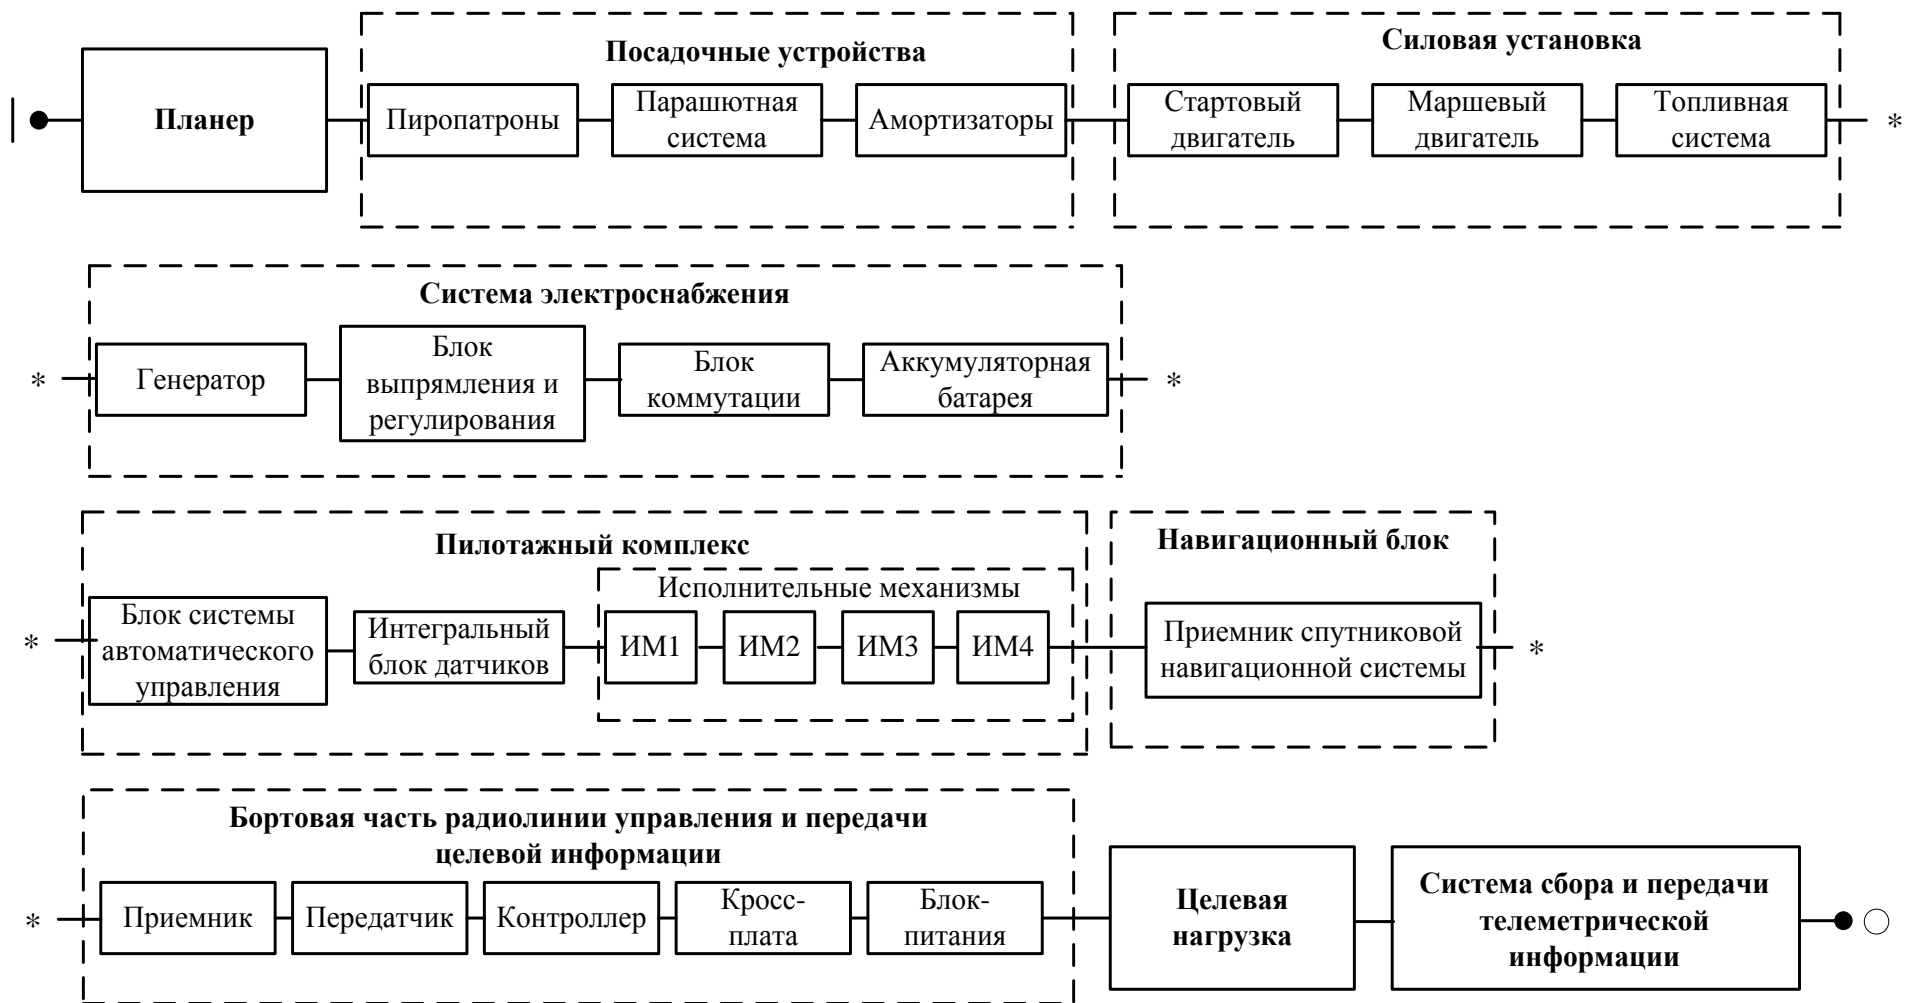 Планер
Посадочные устройства
Пиропатроны
Парашютная
система
Амортизаторы
Силовая установка
Стартовый
двигатель
Маршевый
двигатель
Топливная
система
*
Система электроснабжения
*
Генератор
Блок
выпрямления и
регулирования
Блок
коммутации
Аккумуляторная
батарея
*
Пилотажный комплекс
*
Блок системы
автоматического
управления
Интегральный
блок датчиков
Исполнительные механизмы
ИМ1
ИМ2
ИМ3
ИМ4
Навигационный блок
Приемник спутниковой
навигационной системы
*
Бортовая часть радиолинии управления и передачи
целевой информации
*
Приемник
Передатчик
Контроллер
Кросс-
плата
Блок-
питания
Целевая
нагрузка
Система сбора и передачи
телеметрической
информации